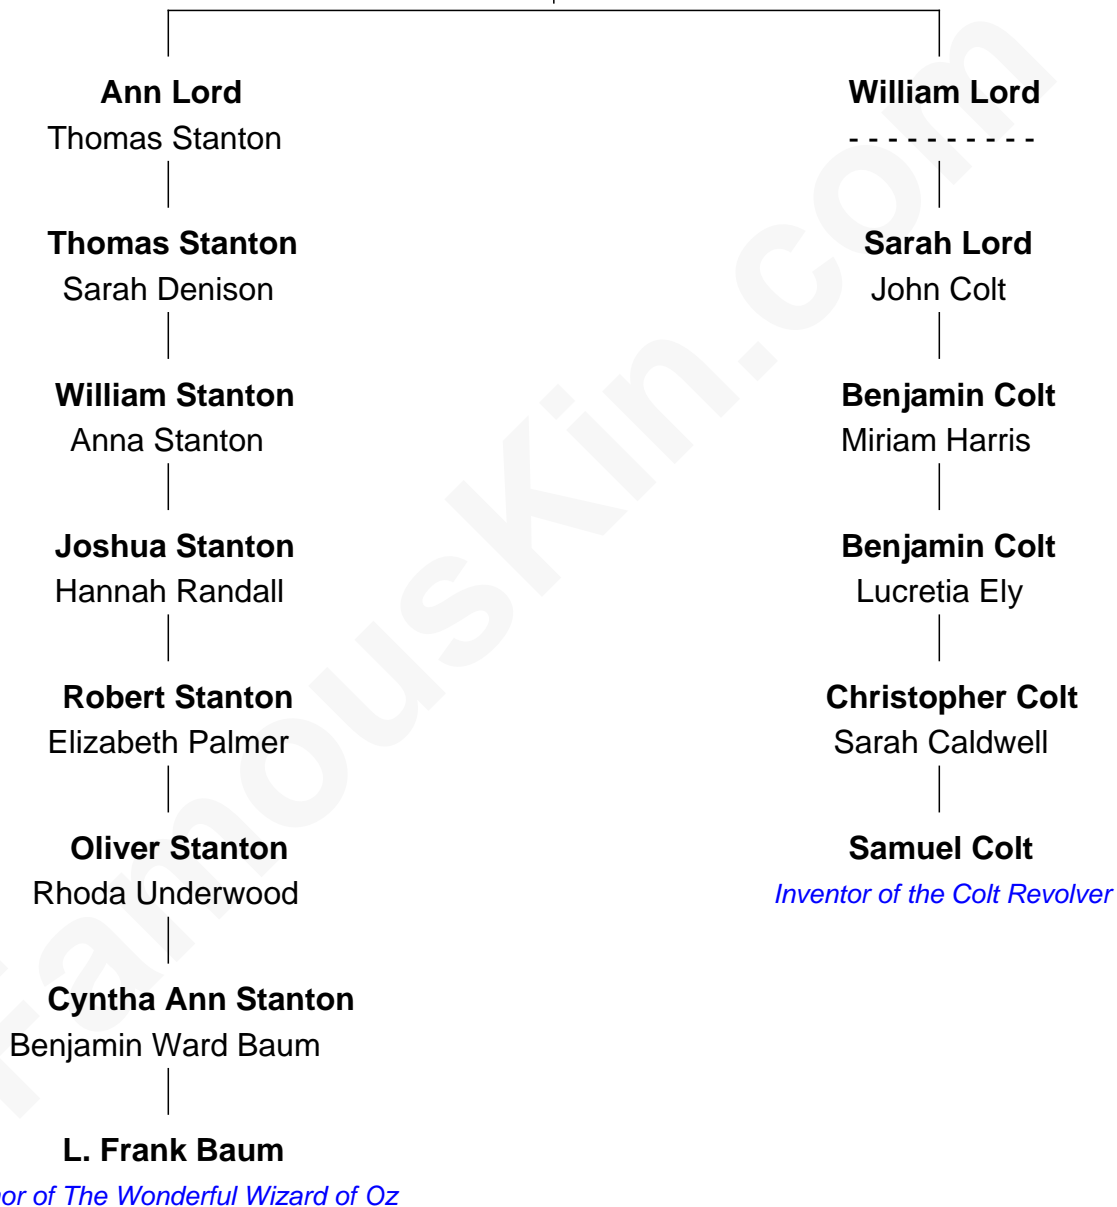 Ann Lord
Thomas Stanton
Thomas Stanton
Sarah Denison
William Stanton
Anna Stanton
Joshua Stanton
Hannah Randall
Robert Stanton
Elizabeth Palmer
Oliver Stanton
Rhoda Underwood
Cyntha Ann Stanton
Benjamin Ward Baum
L. Frank Baum
of The Wonderful Wizard of Oz
William Lord
- - - - - - - - - -
Sarah Lord
John Colt
Benjamin Colt
Miriam Harris
Benjamin Colt
Lucretia Ely
Christopher Colt
Sarah Caldwell
Samuel Colt
Inventor of the Colt Revolver
FamousKin.com